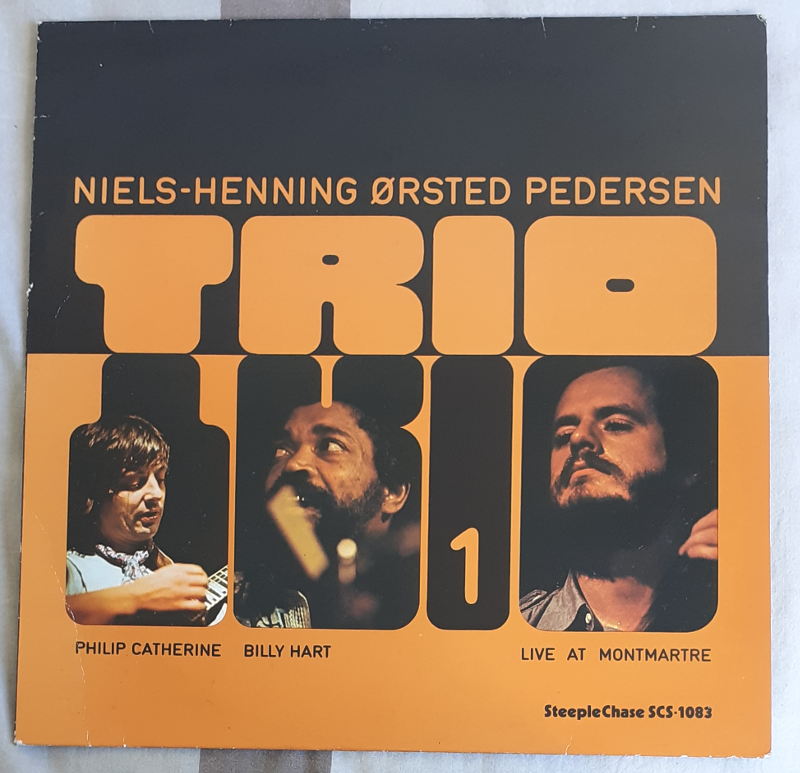 NIELS-HENNING ØRSTED PEDERSEN
TRIO
1
PHILIP CATHERINE BILLY HART LIVE AT MONTMARTRE
SteepleChase SCS-1083